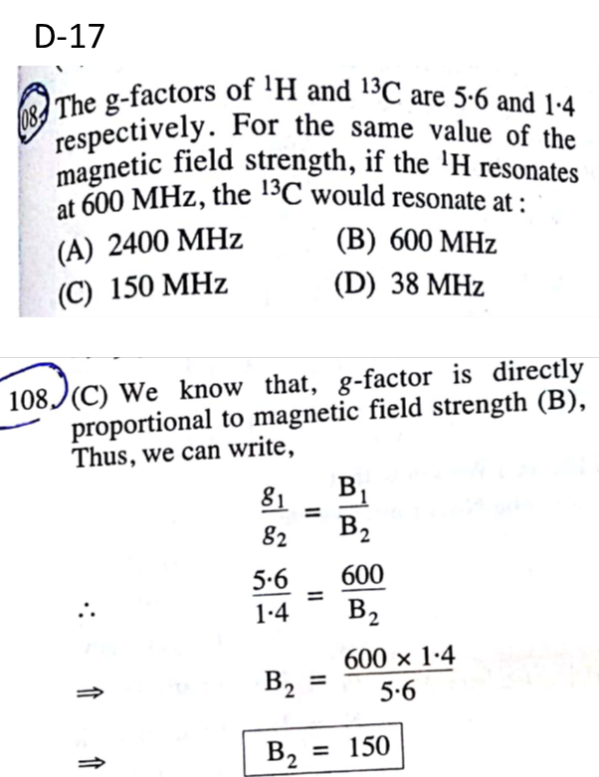 D-17
08. The g-factors of ¹H and ¹³C are 5·6 and 1·4
respectively. For the same value of the
magnetic field strength, if the ¹H resonates
at 600 MHz, the ¹³C would resonate at :
(A) 2400 MHz (B) 600 MHz
(C) 150 MHz (D) 38 MHz
108. (C) We know that, g-factor is directly
proportional to magnetic field strength (B),
Thus, we can write,
g₁/g₂ = B₁/B₂
∴ 5·6/1·4 = 600/B₂
⇒ B₂ = 600 × 1·4/5·6
⇒ B₂ = 150